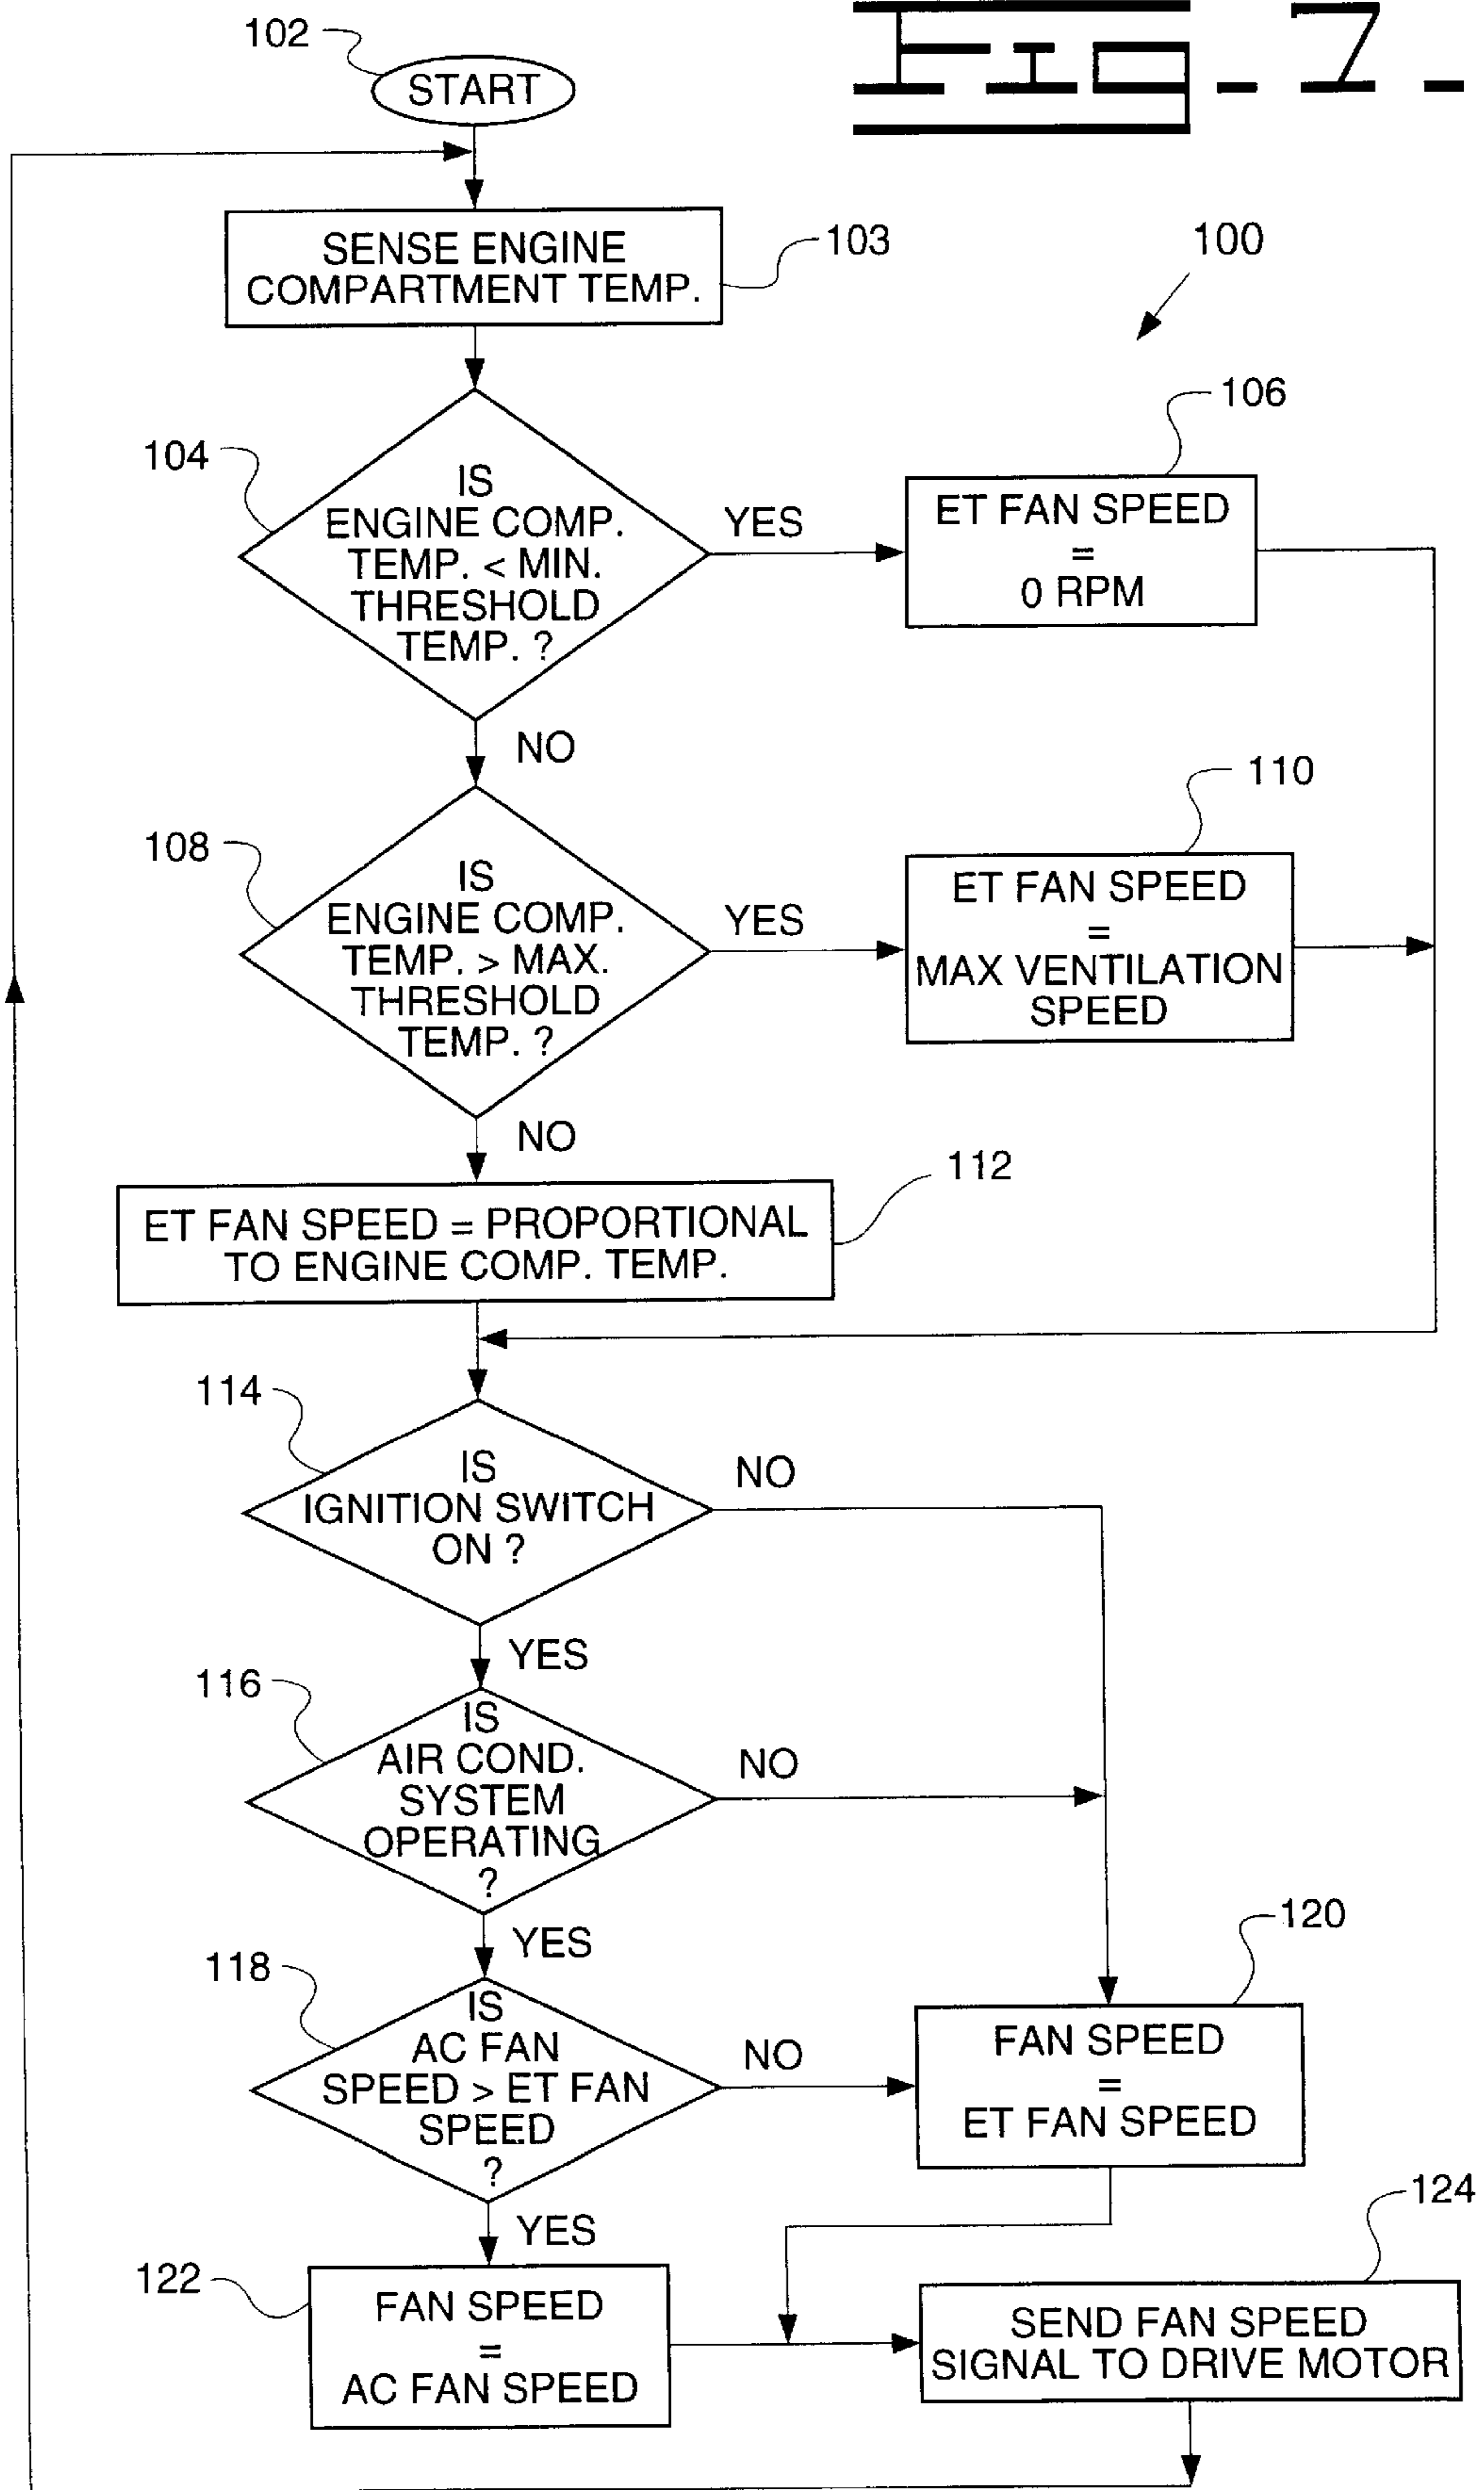 Fig-7-
102
START
SENSE ENGINE
COMPARTMENT TEMP.
103
100
104
IS
ENGINE COMP.
TEMP. < MIN.
THRESHOLD
TEMP. ?
YES
106
ET FAN SPEED
=
0 RPM
NO
108
IS
ENGINE COMP.
TEMP. > MAX.
THRESHOLD
TEMP. ?
YES
110
ET FAN SPEED
=
MAX VENTILATION
SPEED
NO
112
ET FAN SPEED = PROPORTIONAL
TO ENGINE COMP. TEMP.
114
IS
IGNITION SWITCH
ON ?
NO
YES
116
IS
AIR COND.
SYSTEM
OPERATING
?
NO
YES
118
IS
AC FAN
SPEED > ET FAN
SPEED
?
NO
120
FAN SPEED
=
ET FAN SPEED
YES
122
FAN SPEED
=
AC FAN SPEED
124
SEND FAN SPEED
SIGNAL TO DRIVE MOTOR